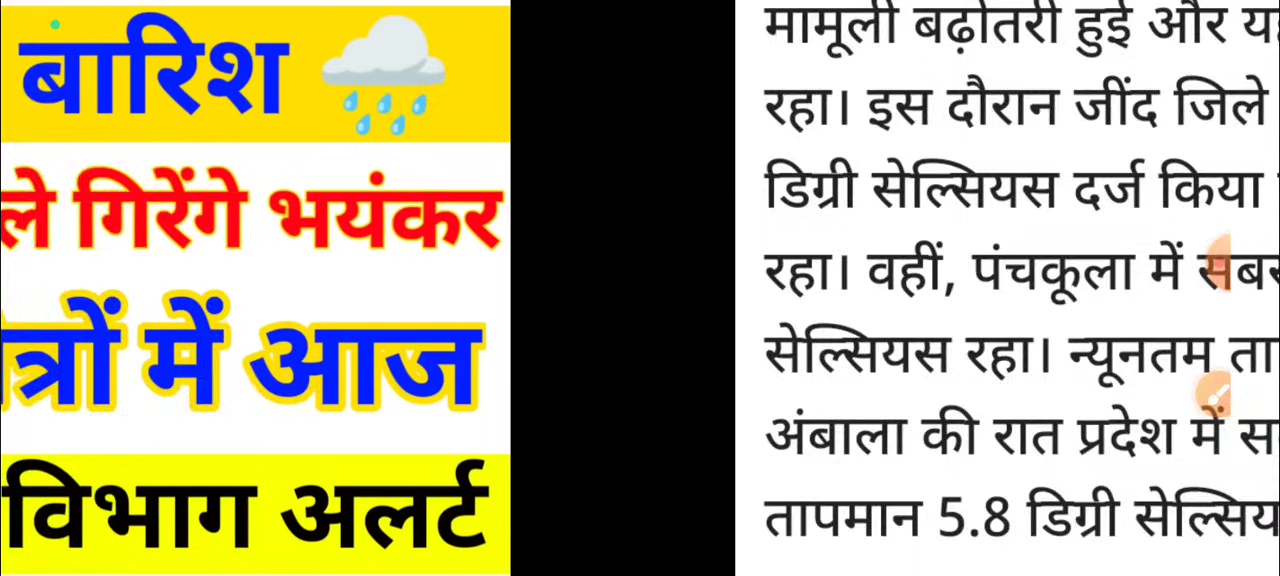 बारिश
ले गिरेंगे भयंकर
त्रों में आज
विभाग अलर्ट
मामूली बढ़ोतरी हुई और
रहा। इस दौरान जींद जिले
डिग्री सेल्सियस दर्ज किया
रहा। वहीं, पंचकूला में
सेल्सियस रहा। न्यूनतम ता
अंबाला की रात प्रदेश में स
तापमान 5.8 डिग्री सेल्सिय